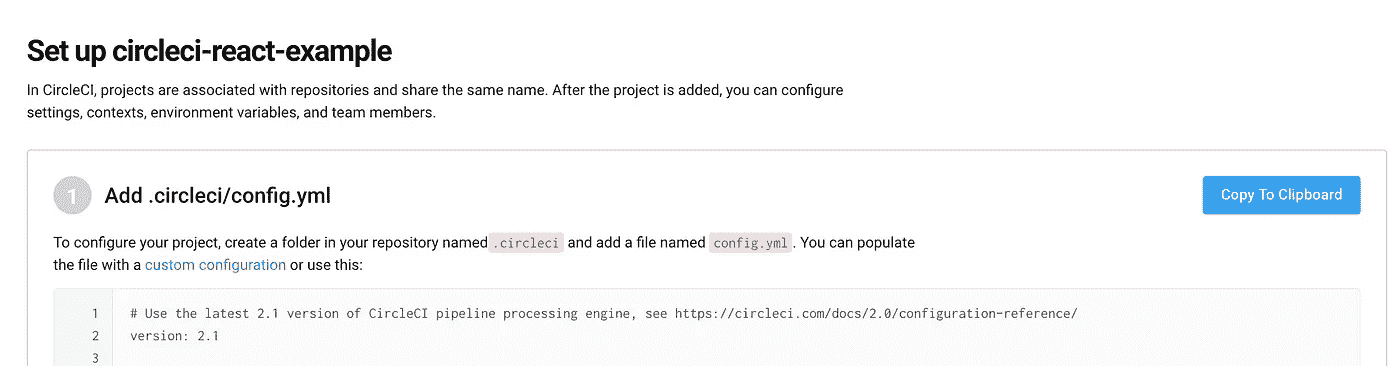 Set up circleci-react-example
In CircleCI, projects are associated with repositories and share the same name. After the project is added, you can configure
settings, contexts, environment variables, and team members.
1 Add .circleci/config.yml
Copy To Clipboard
To configure your project, create a folder in your repository named .circleci and add a file named config.yml. You can populate
the file with a custom configuration or use this:
1 # Use the latest 2.1 version of CircleCI pipeline processing engine, see https://circleci.com/docs/2.0/configuration-reference/
2 version: 2.1
3